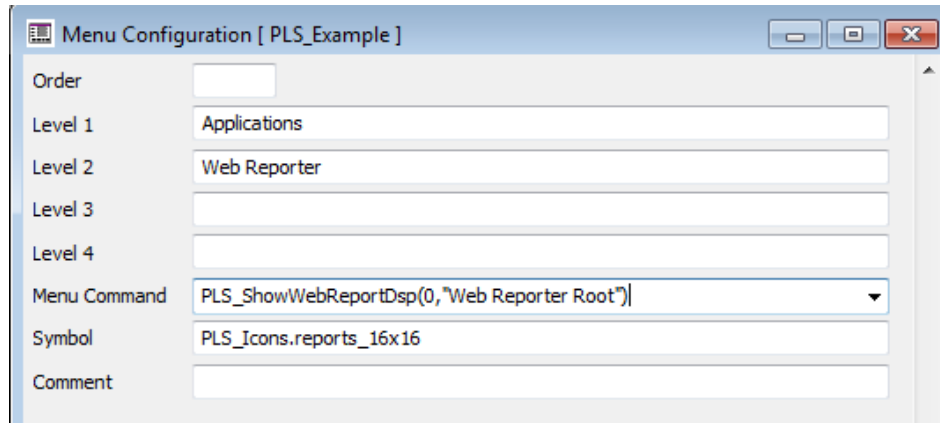 Menu Configuration [ PLS_Example ]
Order
Level 1 Applications
Level 2 Web Reporter
Level 3
Level 4
Menu Command PLS_ShowWebReportDsp(0,"Web Reporter Root")
Symbol PLS_Icons.reports_16x16
Comment